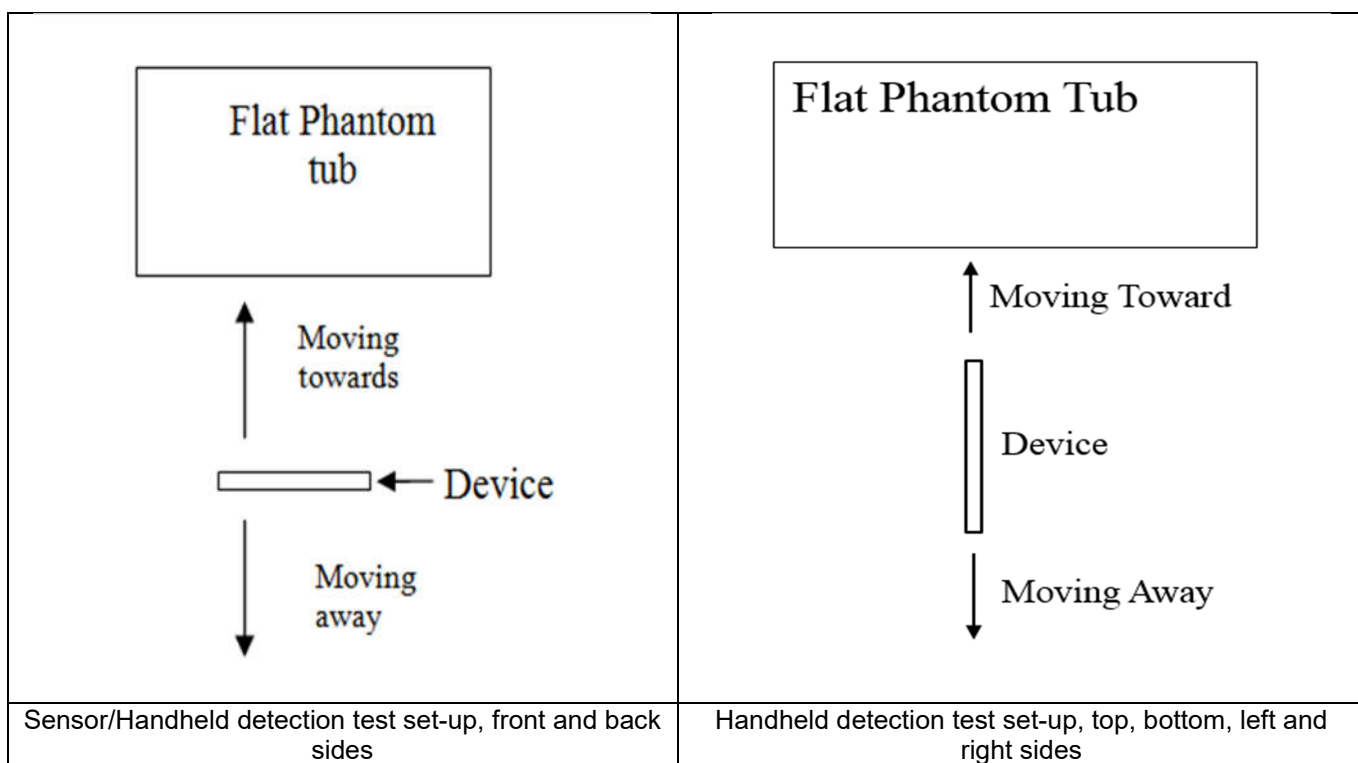 Flat Phantom
tub
Moving
towards
Device
Moving
away
Flat Phantom Tub
Moving Toward
Device
Moving Away
Sensor/Handheld detection test set-up, front and back
sides
Handheld detection test set-up, top, bottom, left and
right sides